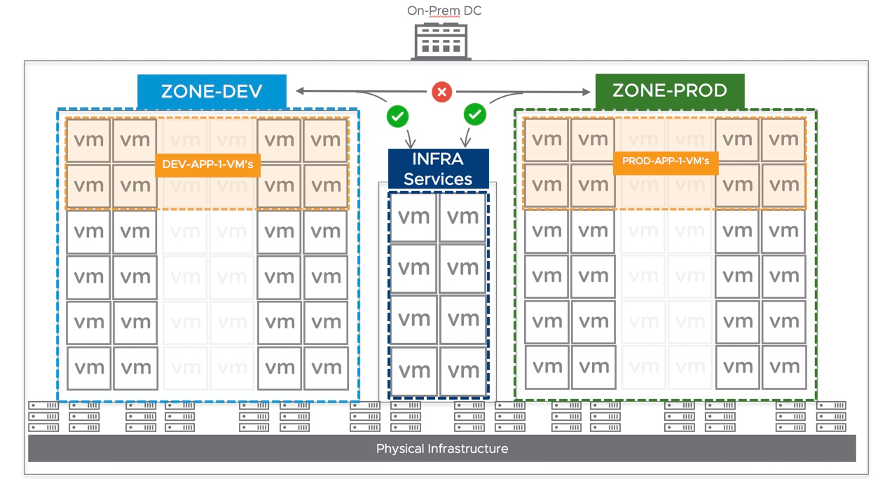 On-Prem DC
ZONE-DEV
ZONE-PROD
INFRA
Services
DEV-APP-1-VM's
PROD-APP-1-VM's
vm vm vm vm vm vm
vm vm vm vm vm vm
vm vm vm vm vm vm
vm vm vm vm vm vm
vm vm vm vm vm vm
vm vm vm vm vm vm
vm vm
vm vm
vm vm
vm vm
vm vm vm vm
vm vm vm vm
vm vm vm vm vm vm
vm vm vm vm vm vm
vm vm vm vm vm vm
vm vm vm vm vm vm
Physical Infrastructure